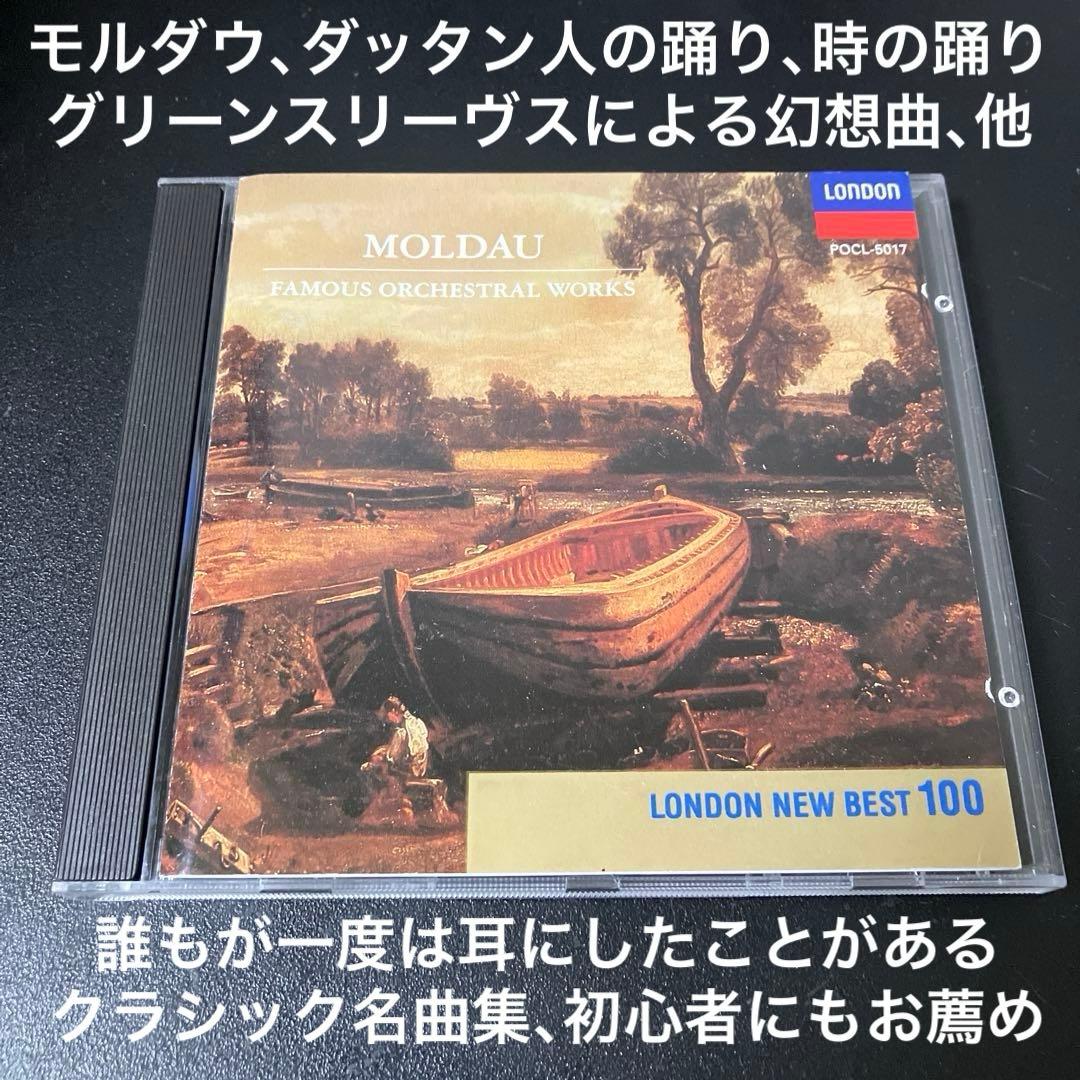 モルダウ、ダッタン人の踊り、時の踊り
グリーンスリーヴスによる幻想曲、他
LONDON
POCL-5017
MOLDAU
FAMOUS ORCHESTRAL WORKS
LONDON NEW BEST 100
誰もが一度は耳にしたことがある
クラシック名曲集、初心者にもお薦め